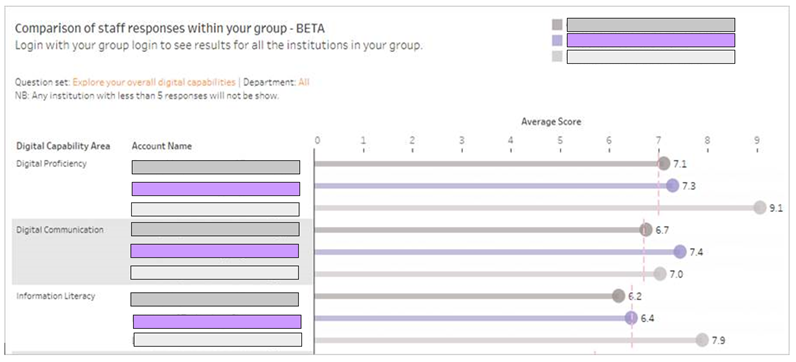 Comparison of staff responses within your group - BETA
Login with your group login to see results for all the institutions in your group.
Question set: Explore your overall digital capabilities | Department: All
NB: Any institution with less than 5 responses will not be show.
Average Score
Digital Capability Area Account Name 0 1 2 3 4 5 6 7 8 9
Digital Proficiency 7.1
7.3
9.1
Digital Communication 6.7
7.4
7.0
Information Literacy 6.2
6.4
7.9